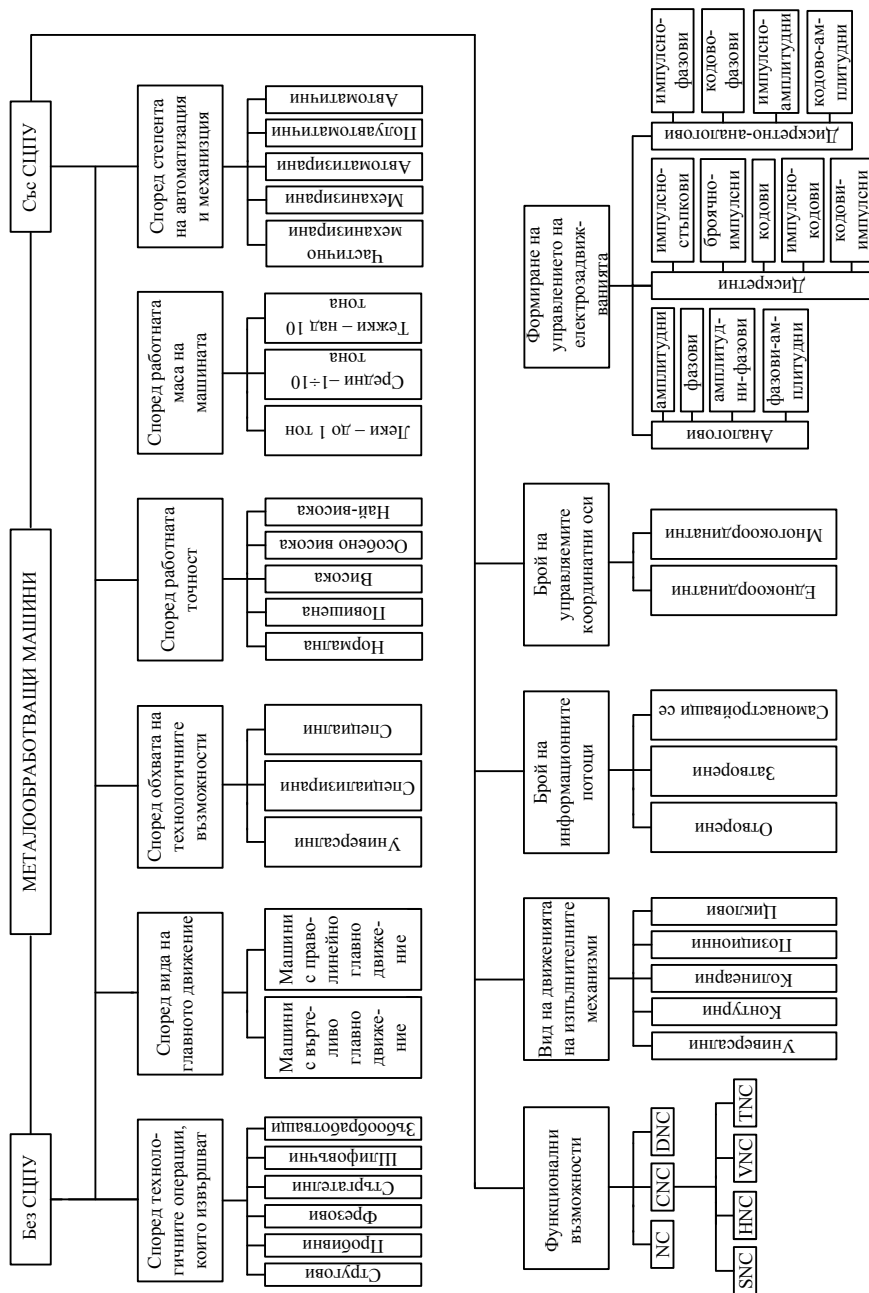 МЕТАЛООБРАБОТВАЩИ МАШИНИ
Без СЦПУ
Със СЦПУ
Според техноло-
гичните операции,
които извършват
Стругови
Пробивни
Фрезови
Стъргателни
Шлифовъчни
Зъбообработващи
Според вида на
главното движение
Машини
с върте-
ливо
главно
движе-
ние
Машини
с право-
линейно
главно
движе-
ние
Според обхвата на
технологичните
възможности
Универсални
Специализирани
Специални
Според работната
точност
Нормална
Повишена
Висока
Особено висока
Най-висока
Според работната
маса на
машината
Леки – до 1 тон
Средни –1÷10
тона
Тежки – над 10
тона
Според степента
на автоматизация
и механизция
Частично
механизирани
Механизирани
Автоматизирани
Полуавтоматични
Автоматични
Функционални
възможности
NC
CNC
DNC
SNC
HNC
VNC
TNC
Вид на движенията
на изпълнителните
механизми
Универсални
Контурни
Колинеарни
Позиционни
Циклови
Брой на
информационните
потоци
Отворени
Затворени
Самонастройващи се
Брой на
управляемите
координатни оси
Еднокоординатни
Многокоординатни
Формиране на
управлението на
електрозадвиж-
ванията
Аналогови
амплитудни
фазови
амплитуд-
ни-фазови
фазови-ам-
плитудни
Дискретни
импулсно-
стъпкови
броячно-
импулсни
кодови
импулсно-
кодови
кодови-
импулсни
Дискретно-аналогови
импулсно-
фазови
кодово-
фазови
импулсно-
амплитудни
кодово-ам-
плитудни